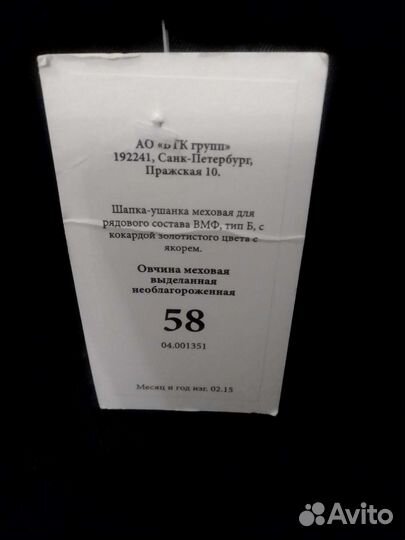 АО «БТК групп»
192241, Санк-Петербург,
Пражская 10.
Шапка-ушанка меховая для
рядового состава ВМФ, тип Б, с
кокардой золотистого цвета с
якорем.
Овчина меховая
выделанная
необлагороженная
58
04.001351
Месяц и год изг. 02.15
Avito